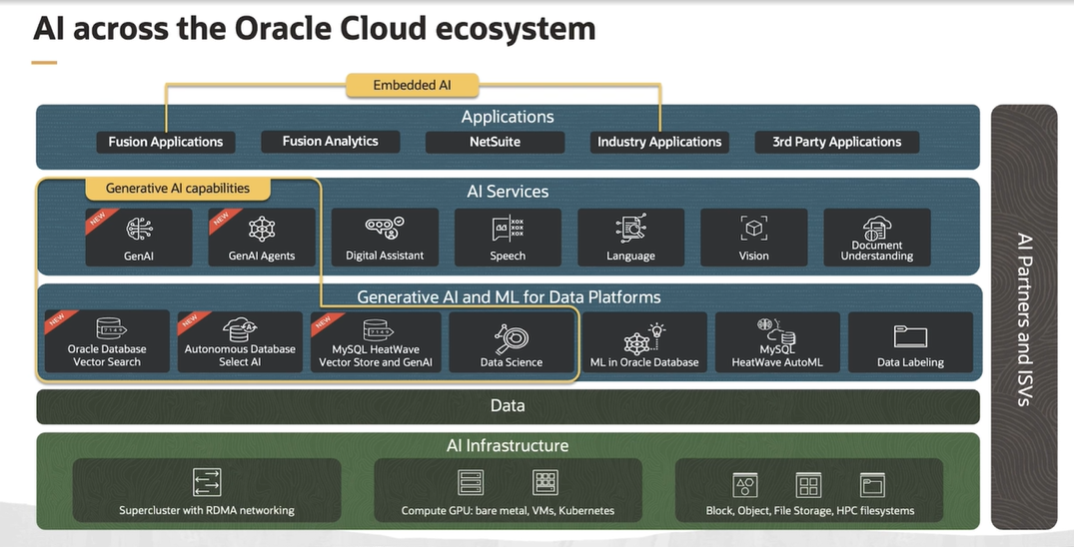 AI across the Oracle Cloud ecosystem
Embedded AI
Applications
Fusion Applications
Fusion Analytics
NetSuite
Industry Applications
3rd Party Applications
Generative AI capabilities
AI Services
NEW
GenAI
NEW
GenAI Agents
Digital Assistant
Speech
Language
Vision
Document
Understanding
Generative AI and ML for Data Platforms
NEW
Oracle Database
Vector Search
NEW
Autonomous Database
Select AI
NEW
MySQL HeatWave
Vector Store and GenAI
Data Science
ML in Oracle Database
MySQL
HeatWave AutoML
Data Labeling
Data
AI Infrastructure
Supercluster with RDMA networking
Compute GPU: bare metal, VMs, Kubernetes
Block, Object, File Storage, HPC filesystems
AI Partners and ISVs